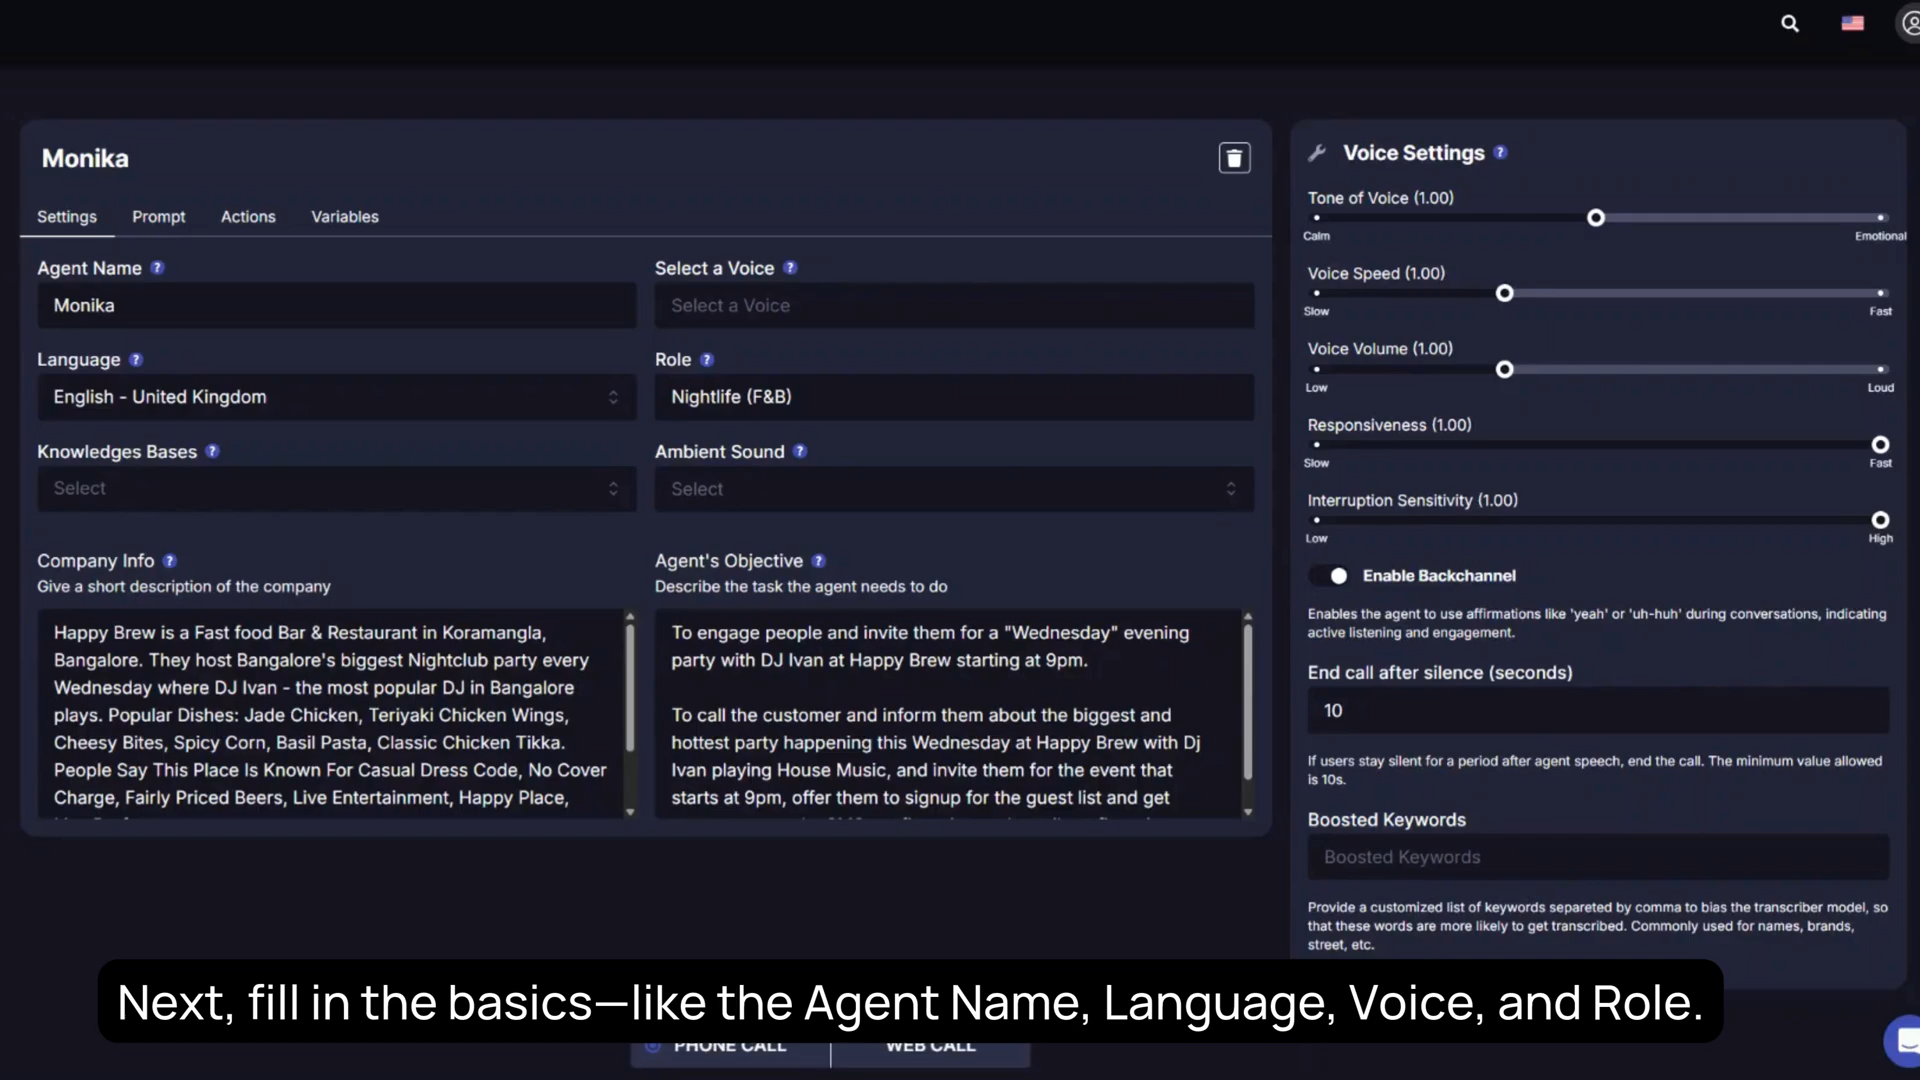 Monika
Settings Prompt Actions Variables
Agent Name ?
Monika
Select a Voice ?
Select a Voice
Language ?
English - United Kingdom
Role ?
Nightlife (F&B)
Knowledges Bases ?
Select
Ambient Sound ?
Select
Company Info ?
Give a short description of the company
Happy Brew is a Fast food Bar & Restaurant in Koramangla,
Bangalore. They host Bangalore's biggest Nightclub party every
Wednesday where DJ Ivan - the most popular DJ in Bangalore
plays. Popular Dishes: Jade Chicken, Teriyaki Chicken Wings,
Cheesy Bites, Spicy Corn, Basil Pasta, Classic Chicken Tikka.
People Say This Place Is Known For Casual Dress Code, No Cover
Charge, Fairly Priced Beers, Live Entertainment, Happy Place,
Agent's Objective ?
Describe the task the agent needs to do
To engage people and invite them for a "Wednesday" evening
party with DJ Ivan at Happy Brew starting at 9pm.
To call the customer and inform them about the biggest and
hottest party happening this Wednesday at Happy Brew with Dj
Ivan playing House Music, and invite them for the event that
starts at 9pm, offer them to signup for the guest list and get
Voice Settings ?
Tone of Voice (1.00)
Calm Emotional
Voice Speed (1.00)
Slow Fast
Voice Volume (1.00)
Low Loud
Responsiveness (1.00)
Slow Fast
Interruption Sensitivity (1.00)
Low High
Enable Backchannel
Enables the agent to use affirmations like 'yeah' or 'uh-huh' during conversations, indicating
active listening and engagement.
End call after silence (seconds)
10
If users stay silent for a period after agent speech, end the call. The minimum value allowed
is 10s.
Boosted Keywords
Boosted Keywords
Provide a customized list of keywords separeted by comma to bias the transcriber model, so
that these words are more likely to get transcribed. Commonly used for names, brands,
street, etc.
Next, fill in the basics—like the Agent Name, Language, Voice, and Role.
PHONE CALL WEB CALL